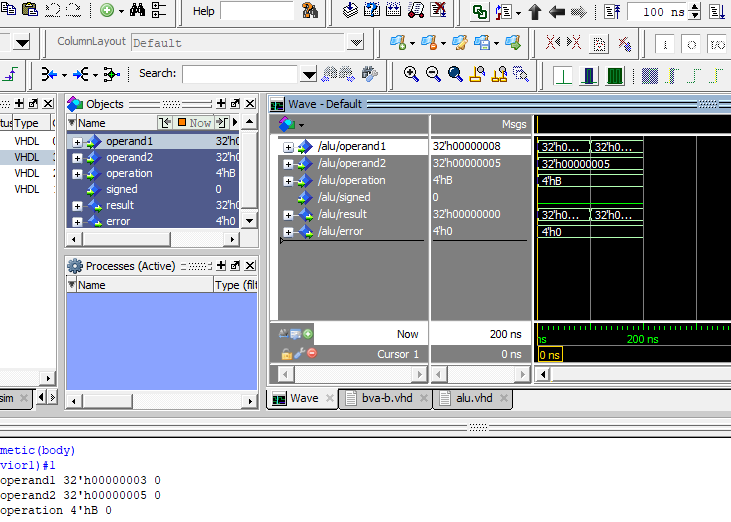 Help
100 ns
ColumnLayout Default
Search:
Objects
Name
Now
operand1 32'h0
operand2 32'h0
operation 4'hB
signed 0
result 32'h0
error 4'h0
Type
VHDL
VHDL
VHDL
VHDL
Processes (Active)
Name Type (filt
sim
Wave - Default
Msgs
/alu/operand1 32'h00000008 32'h0... 32'h0...
/alu/operand2 32'h00000005 32'h00000005
/alu/operation 4'hB 4'hB
/alu/signed 0
/alu/result 32'h00000000 32'h0... 32'h0...
/alu/error 4'h0 4'h0
Now 200 ns ns 200 ns
Cursor 1 0 ns 0 ns
Wave bva-b.vhd alu.vhd
metic(body)
vior1)#1
operand1 32'h00000003 0
operand2 32'h00000005 0
operation 4'hB 0